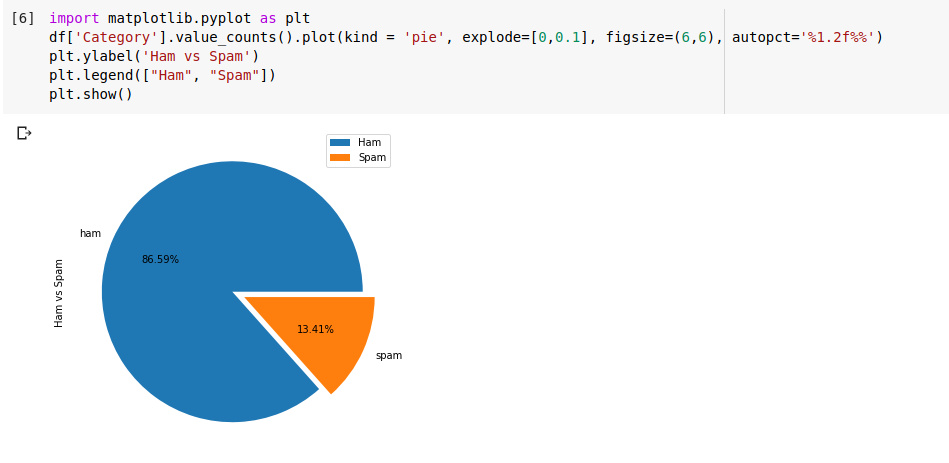 [6] import matplotlib.pyplot as plt
df['Category'].value_counts().plot(kind = 'pie', explode=[0,0.1], figsize=(6,6), autopct='%1.2f%%')
plt.ylabel('Ham vs Spam')
plt.legend(["Ham", "Spam"])
plt.show()
Ham
Spam
ham
86.59%
Ham vs Spam
13.41%
spam